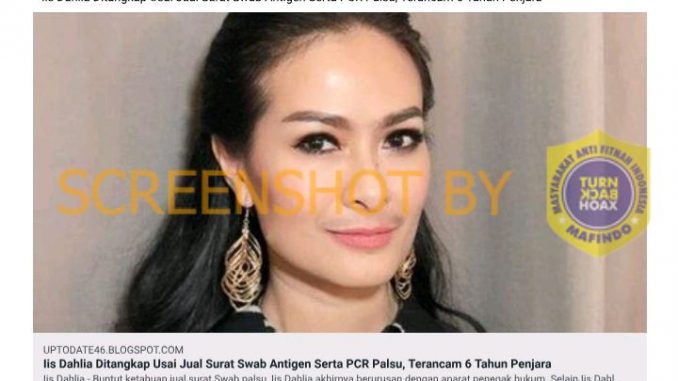 Iis Dahlia Ditangkap Usai Jual Surat Swab Antigen Serta PCR Palsu, Terancam 6 Tahun Penjara
SCREENSHOT BY
MASYARAKAT ANTI FITNAH INDONESIA
TURN
BACK
HOAX
MAFINDO
UPTODATE46.BLOGSPOT.COM
Iis Dahlia Ditangkap Usai Jual Surat Swab Antigen Serta PCR Palsu, Terancam 6 Tahun Penjara
Iis Dahlia - Buntut ketahuan jual surat Swab palsu, Iis Dahlia akhirnya berurusan dengan aparat penegak hukum. Selain Iis Dahl